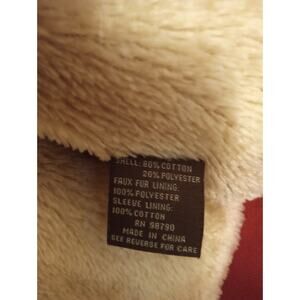 SHELL: 80% COTTON
20% POLYESTER
FAUX FUR LINING:
100% POLYESTER
SLEEVE LINING:
100% COTTON
RN 98790
MADE IN CHINA
SEE REVERSE FOR CARE